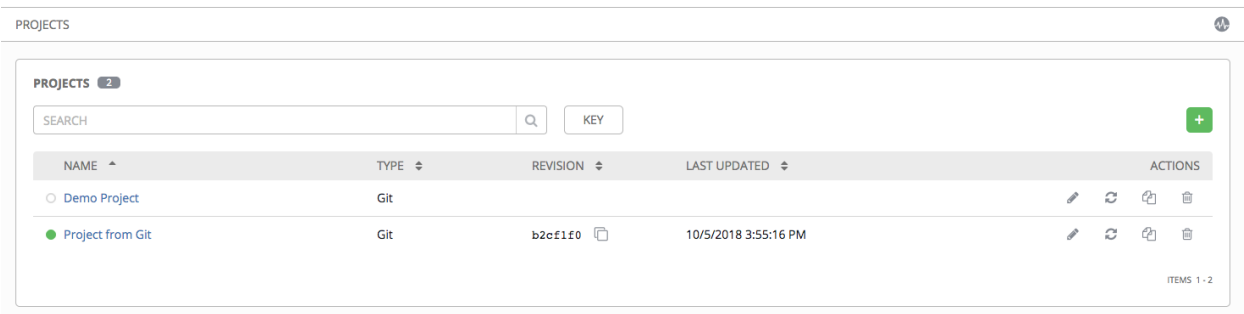 PROJECTS
PROJECTS 2
SEARCH KEY +
NAME TYPE REVISION LAST UPDATED ACTIONS
Demo Project Git
Project from Git Git b2cf1f0 10/5/2018 3:55:16 PM
ITEMS 1 - 2